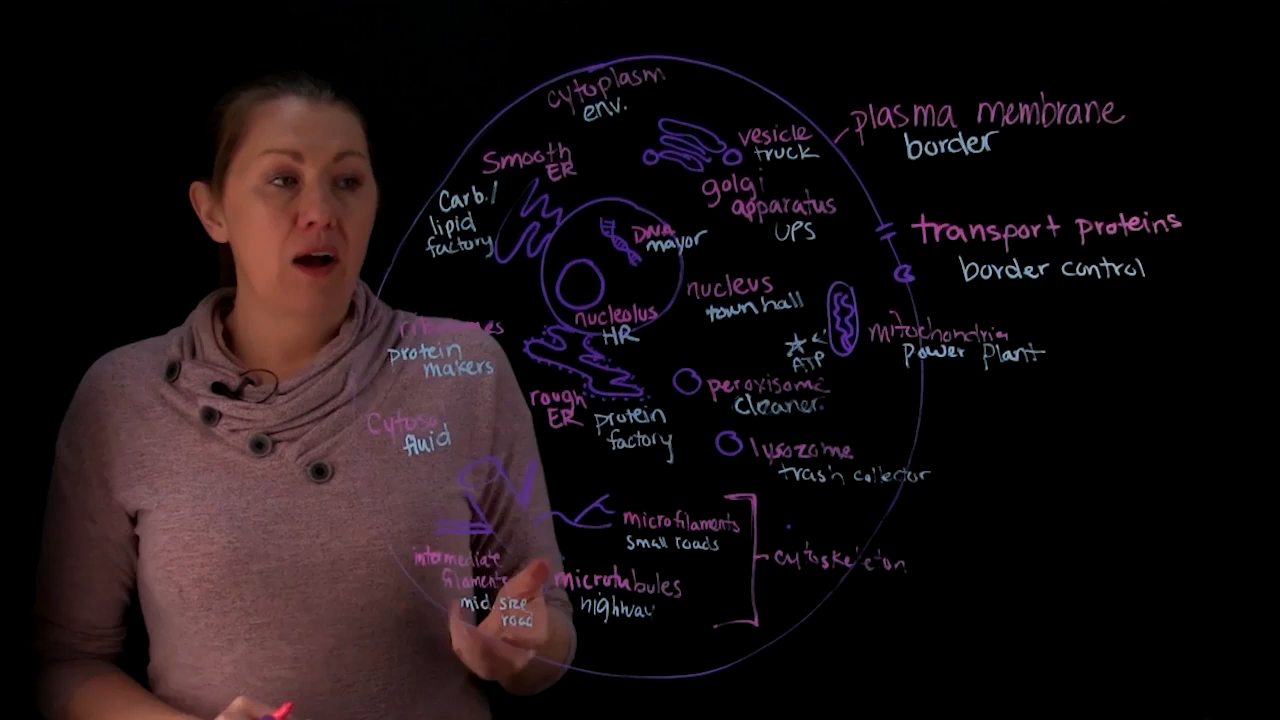 cytoplasm
env.
plasma membrane
border
vesicle
truck
Smooth
ER
Carb./
lipid
factory
golgi
apparatus
UPS
DNA
mayor
transport proteins
border control
nucleus
town hall
nucleolus
HR
ribosomes
protein
makers
ATP
mitochondria
power plant
peroxisome
cleaner
rough
ER
protein
factory
Cytosol
fluid
lysozome
trash collector
microfilaments
small roads
cytoskeleton
intermediate
filaments
mid size
road
microtubules
highway